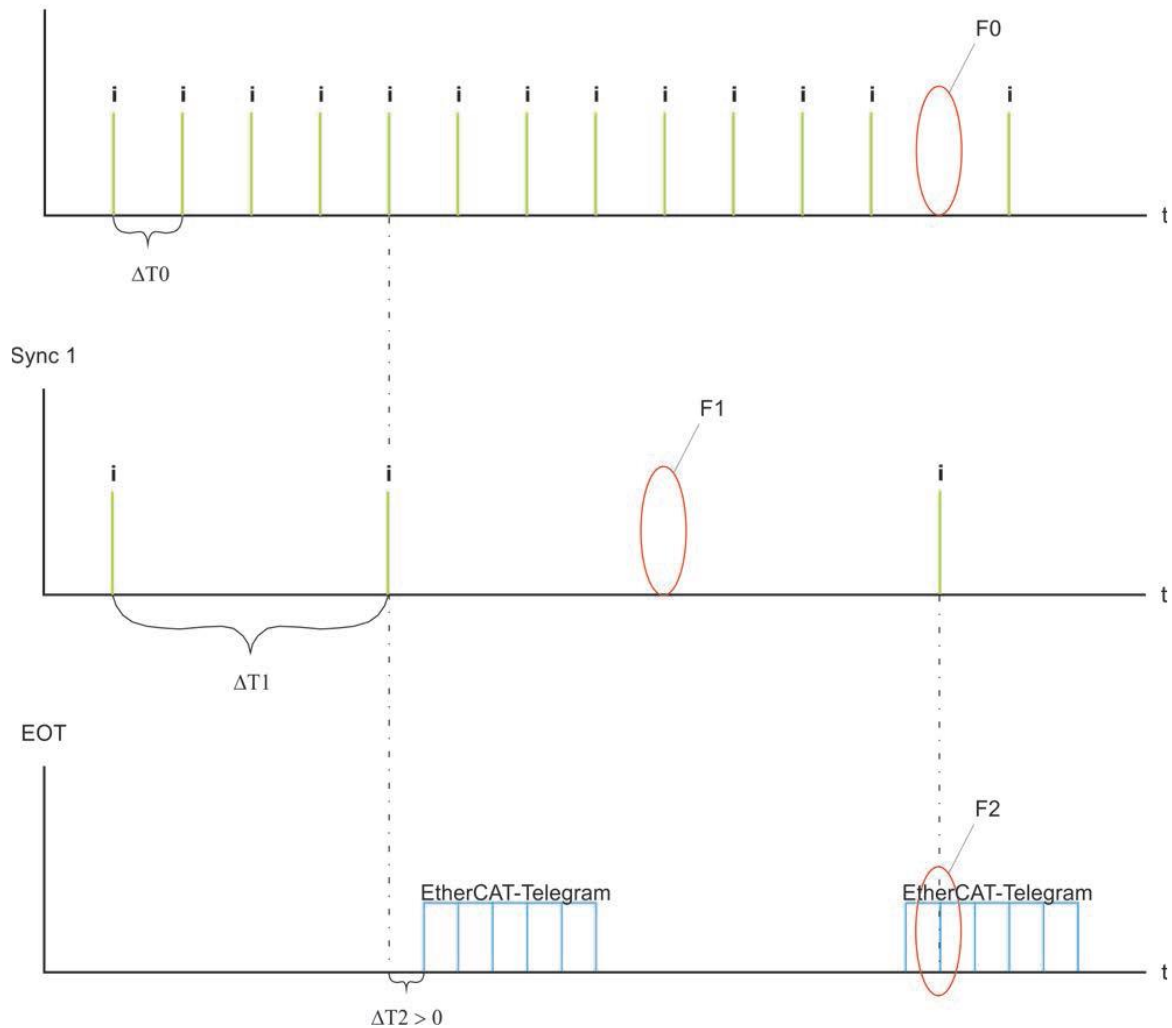 F0
i i i i i i i i i i i i i
t
ΔT0
Sync 1
F1
i i i
t
ΔT1
EOT
F2
EtherCAT-Telegram EtherCAT-Telegram
t
ΔT2 > 0